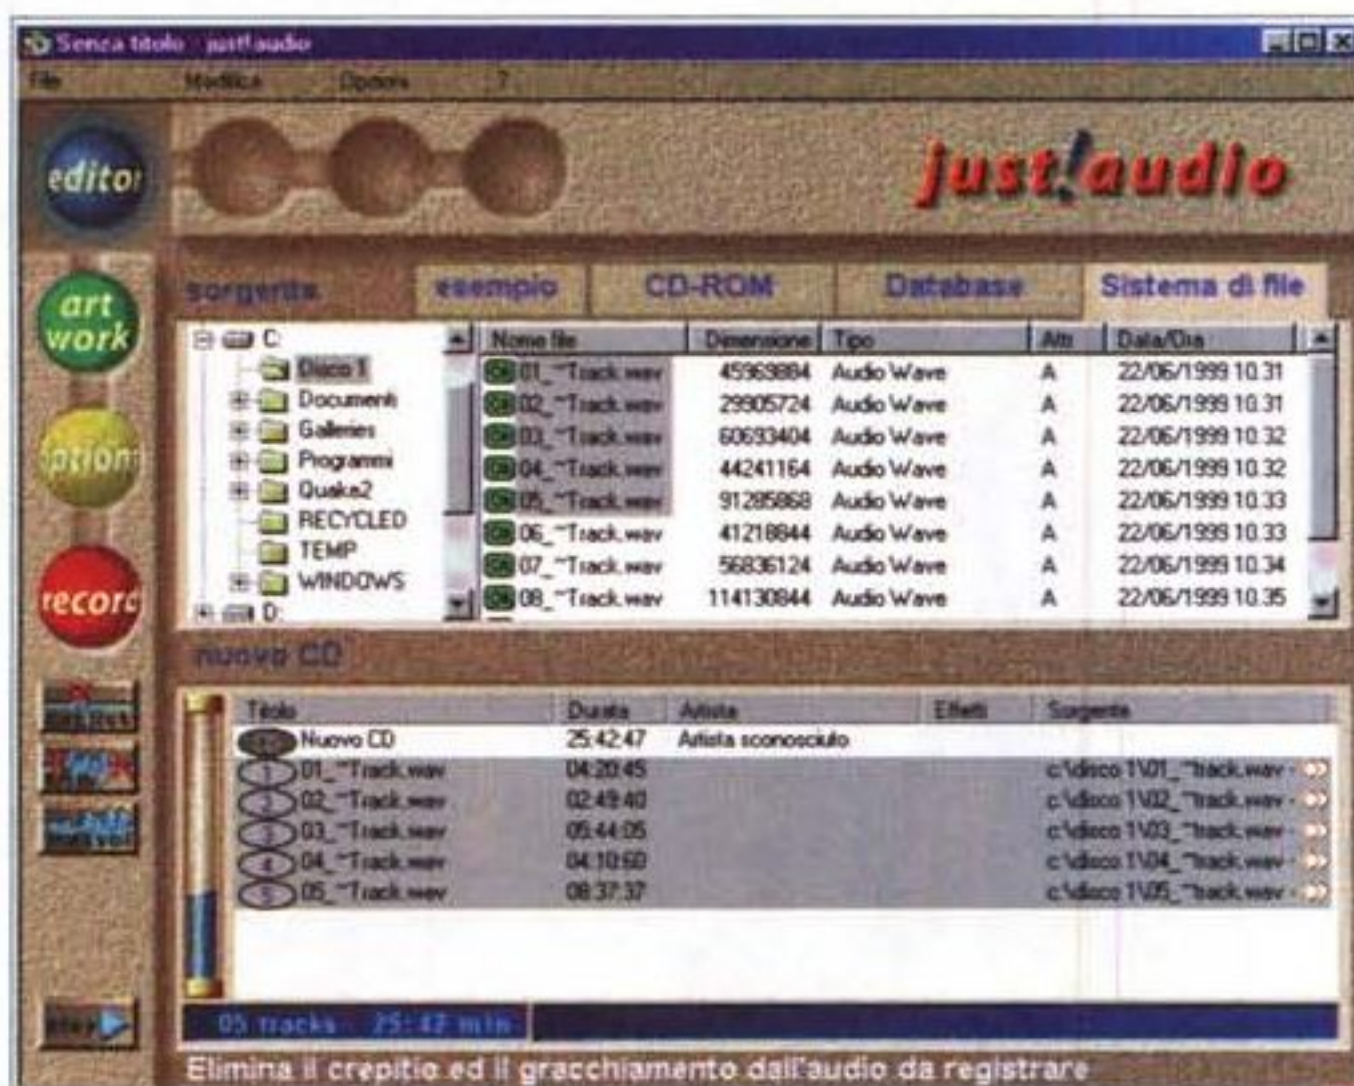 Senza titolo - just!audio
File Modifica Opzioni ?
editor
just!audio
art work
option
record
sorgente esempio CD-ROM Database Sistema di file
C:
Disco 1
Documenti
Galleries
Programmi
Quake2
RECYCLED
TEMP
WINDOWS
D:
Nome file Dimensione Tipo Attr Data/Ora
01_~Track.wav 45969884 Audio Wave A 22/06/1999 10.31
02_~Track.wav 29905724 Audio Wave A 22/06/1999 10.31
03_~Track.wav 60693404 Audio Wave A 22/06/1999 10.32
04_~Track.wav 44241164 Audio Wave A 22/06/1999 10.32
05_~Track.wav 91285868 Audio Wave A 22/06/1999 10.33
06_~Track.wav 41218844 Audio Wave A 22/06/1999 10.33
07_~Track.wav 56836124 Audio Wave A 22/06/1999 10.34
08_~Track.wav 114130844 Audio Wave A 22/06/1999 10.35
nuovo CD
Titolo Durata Artista Effetti Sorgente
Nuovo CD 25:42:47 Artista sconosciuto
1 01_~Track.wav 04:20:45 c:\disco 1\01_~track.wav -
2 02_~Track.wav 02:49:40 c:\disco 1\02_~track.wav -
3 03_~Track.wav 05:44:05 c:\disco 1\03_~track.wav -
4 04_~Track.wav 04:10:60 c:\disco 1\04_~track.wav -
5 05_~Track.wav 08:37:37 c:\disco 1\05_~track.wav -
play
05 tracks - 25:42 min
Elimina il crepitio ed il gracchiamento dall'audio da registrare